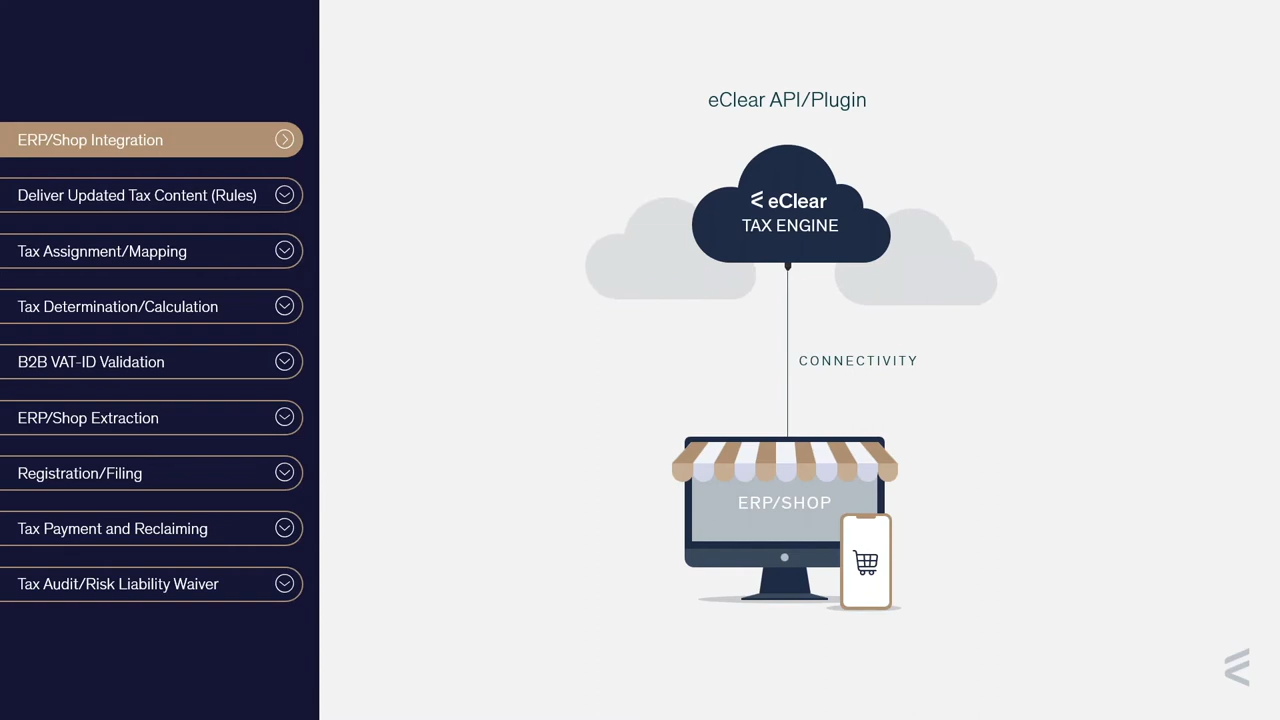 ERP/Shop Integration
Deliver Updated Tax Content (Rules)
Tax Assignment/Mapping
Tax Determination/Calculation
B2B VAT-ID Validation
ERP/Shop Extraction
Registration/Filing
Tax Payment and Reclaiming
Tax Audit/Risk Liability Waiver
eClear API/Plugin
eClear
TAX ENGINE
CONNECTIVITY
ERP/SHOP